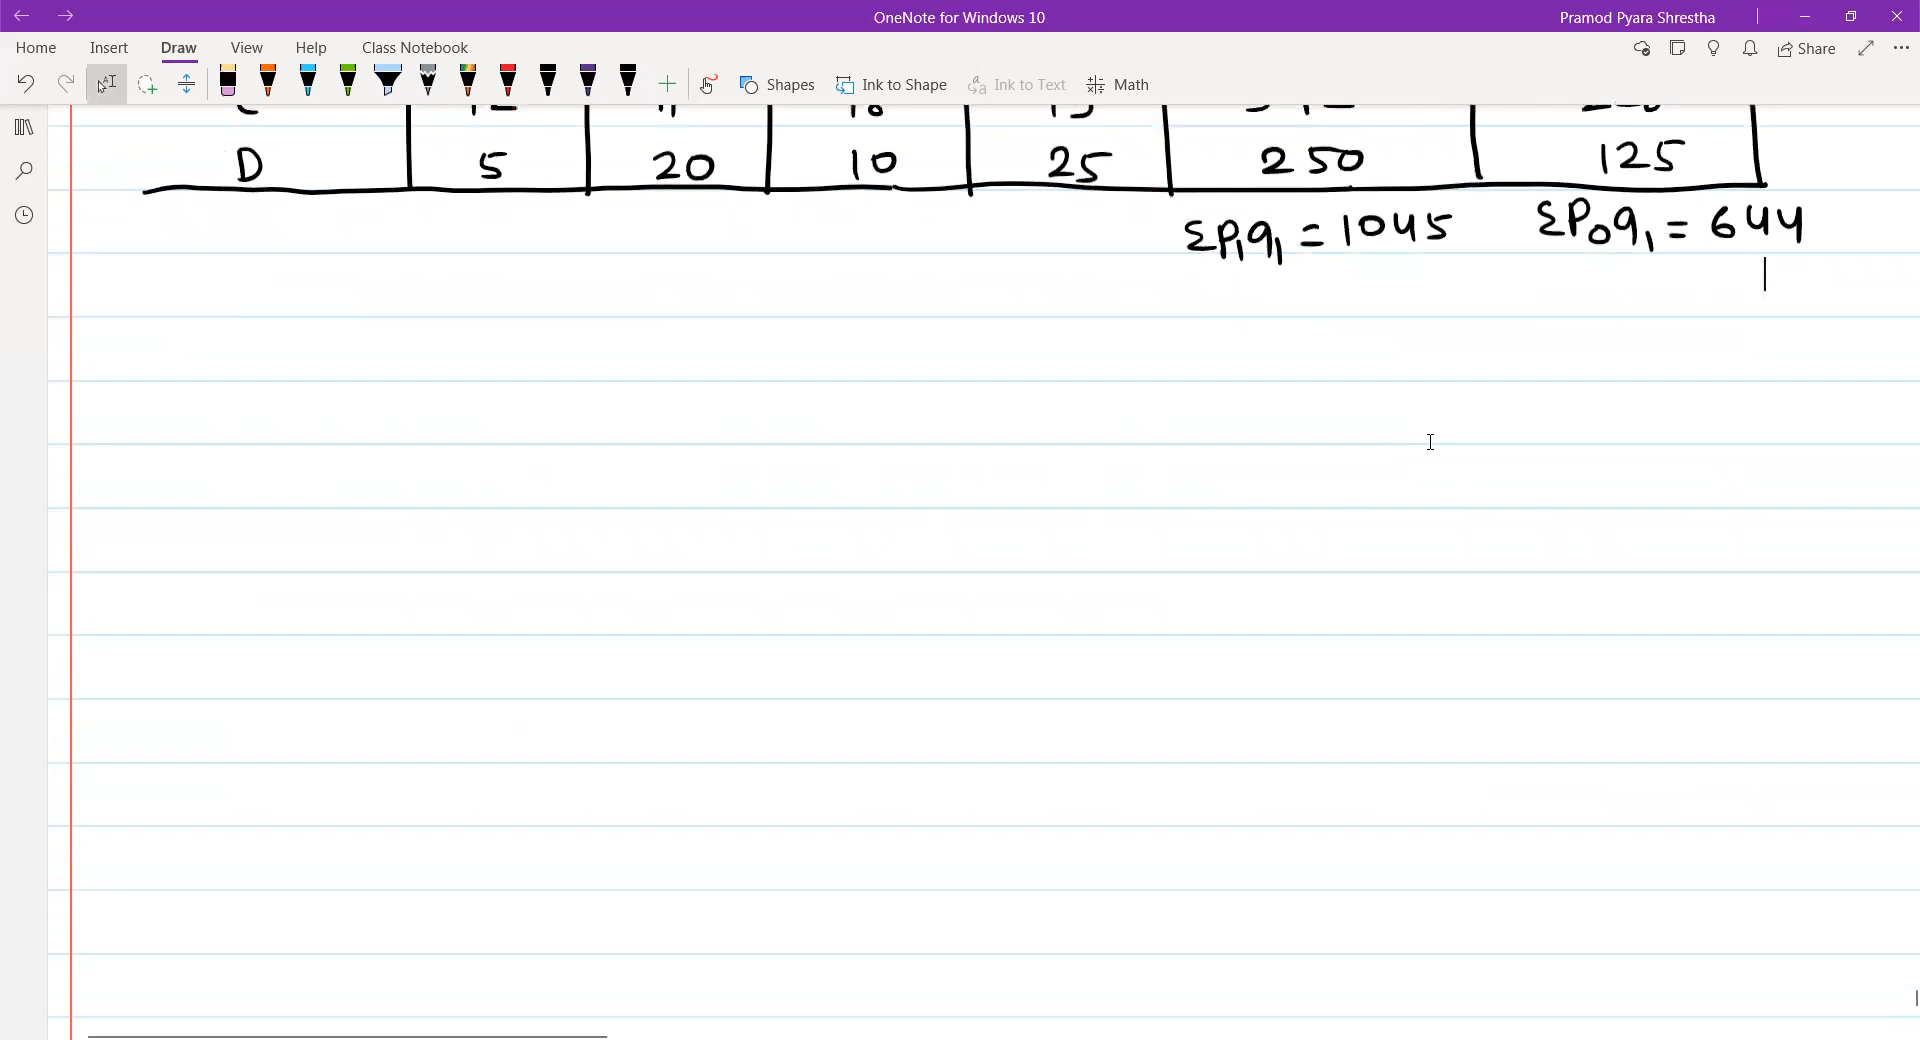 OneNote for Windows 10 Pramod Pyara Shrestha
Home Insert Draw View Help Class Notebook Share
Shapes Ink to Shape Ink to Text Math
D 5 20 10 25 250 125
ΣP₁q₁ = 1045 ΣP₀q₁ = 644